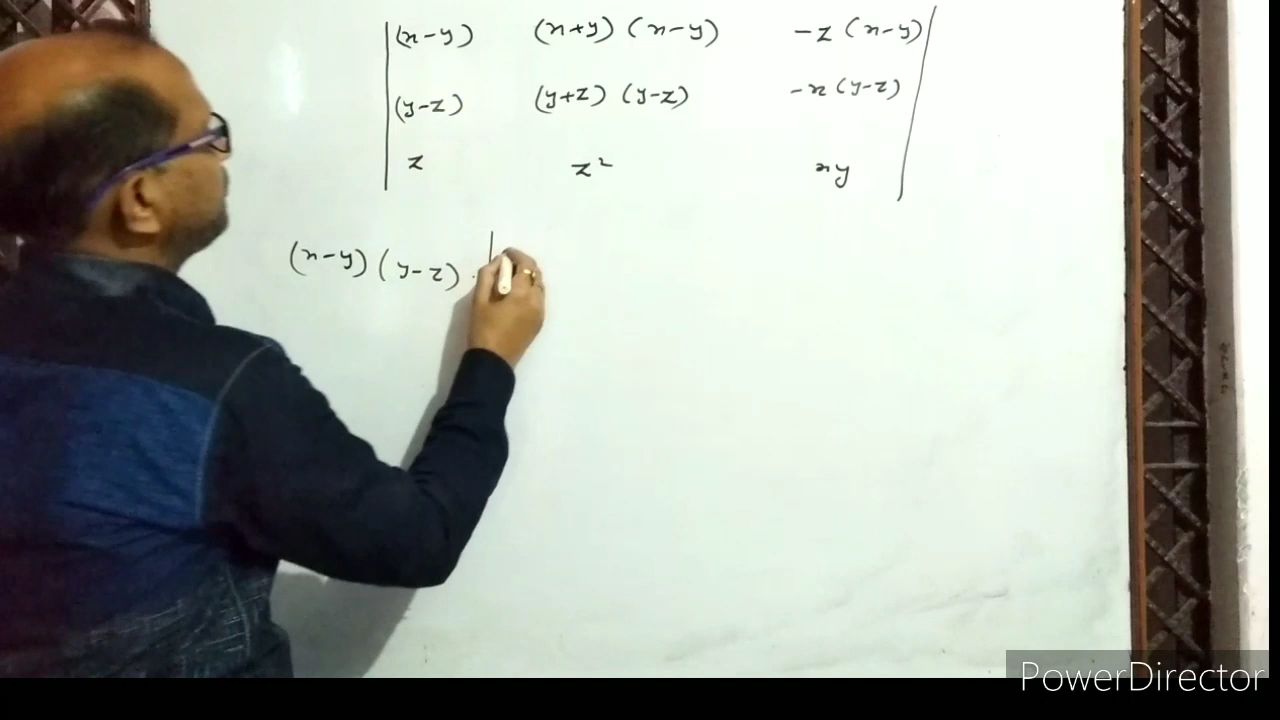 (x-y) (x+y) (x-y) -z (x-y)
(y-z) (y+z) (y-z) -x (y-z)
z z² xy
(x-y) (y-z)
PowerDirector